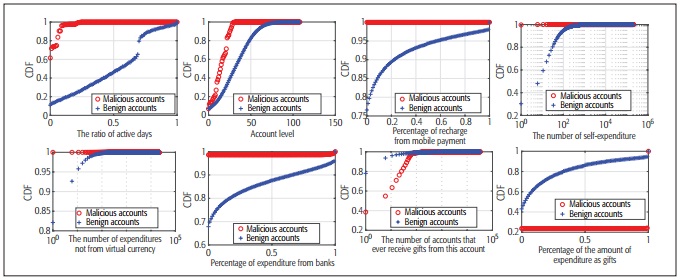 1
0.8
0.6
0.4
0.2
0
CDF
Malicious accounts
Benign accounts
0
0.5
1
The ratio of active days
1
0.8
0.6
0.4
0.2
0
CDF
Malicious accounts
Benign accounts
0
50
100
150
Account level
1
0.95
0.9
0.85
0.8
0.75
CDF
Malicious accounts
Benign accounts
0
0.2
0.4
0.6
0.8
1
Percentage of recharge
from mobile payment
1
0.8
0.6
0.4
0.2
CDF
Malicious accounts
Benign accounts
10^0
10^2
10^4
10^6
The number of self-expenditure
1
0.95
0.9
0.85
0.8
CDF
Malicious accounts
Benign accounts
10^0
10^5
The number of expenditures
not from virtual currency
1
0.9
0.8
0.7
0.6
CDF
Malicious accounts
Benign accounts
0
0.5
1
Percentage of expenditure from banks
1
0.8
0.6
0.4
0.2
CDF
Malicious accounts
Benign accounts
10^0
10^5
The number of accounts that
ever receive gifts from this account
1
0.8
0.6
0.4
0.2
CDF
Malicious accounts
Benign accounts
0
0.5
1
Percentage of the amount of
expenditure as gifts